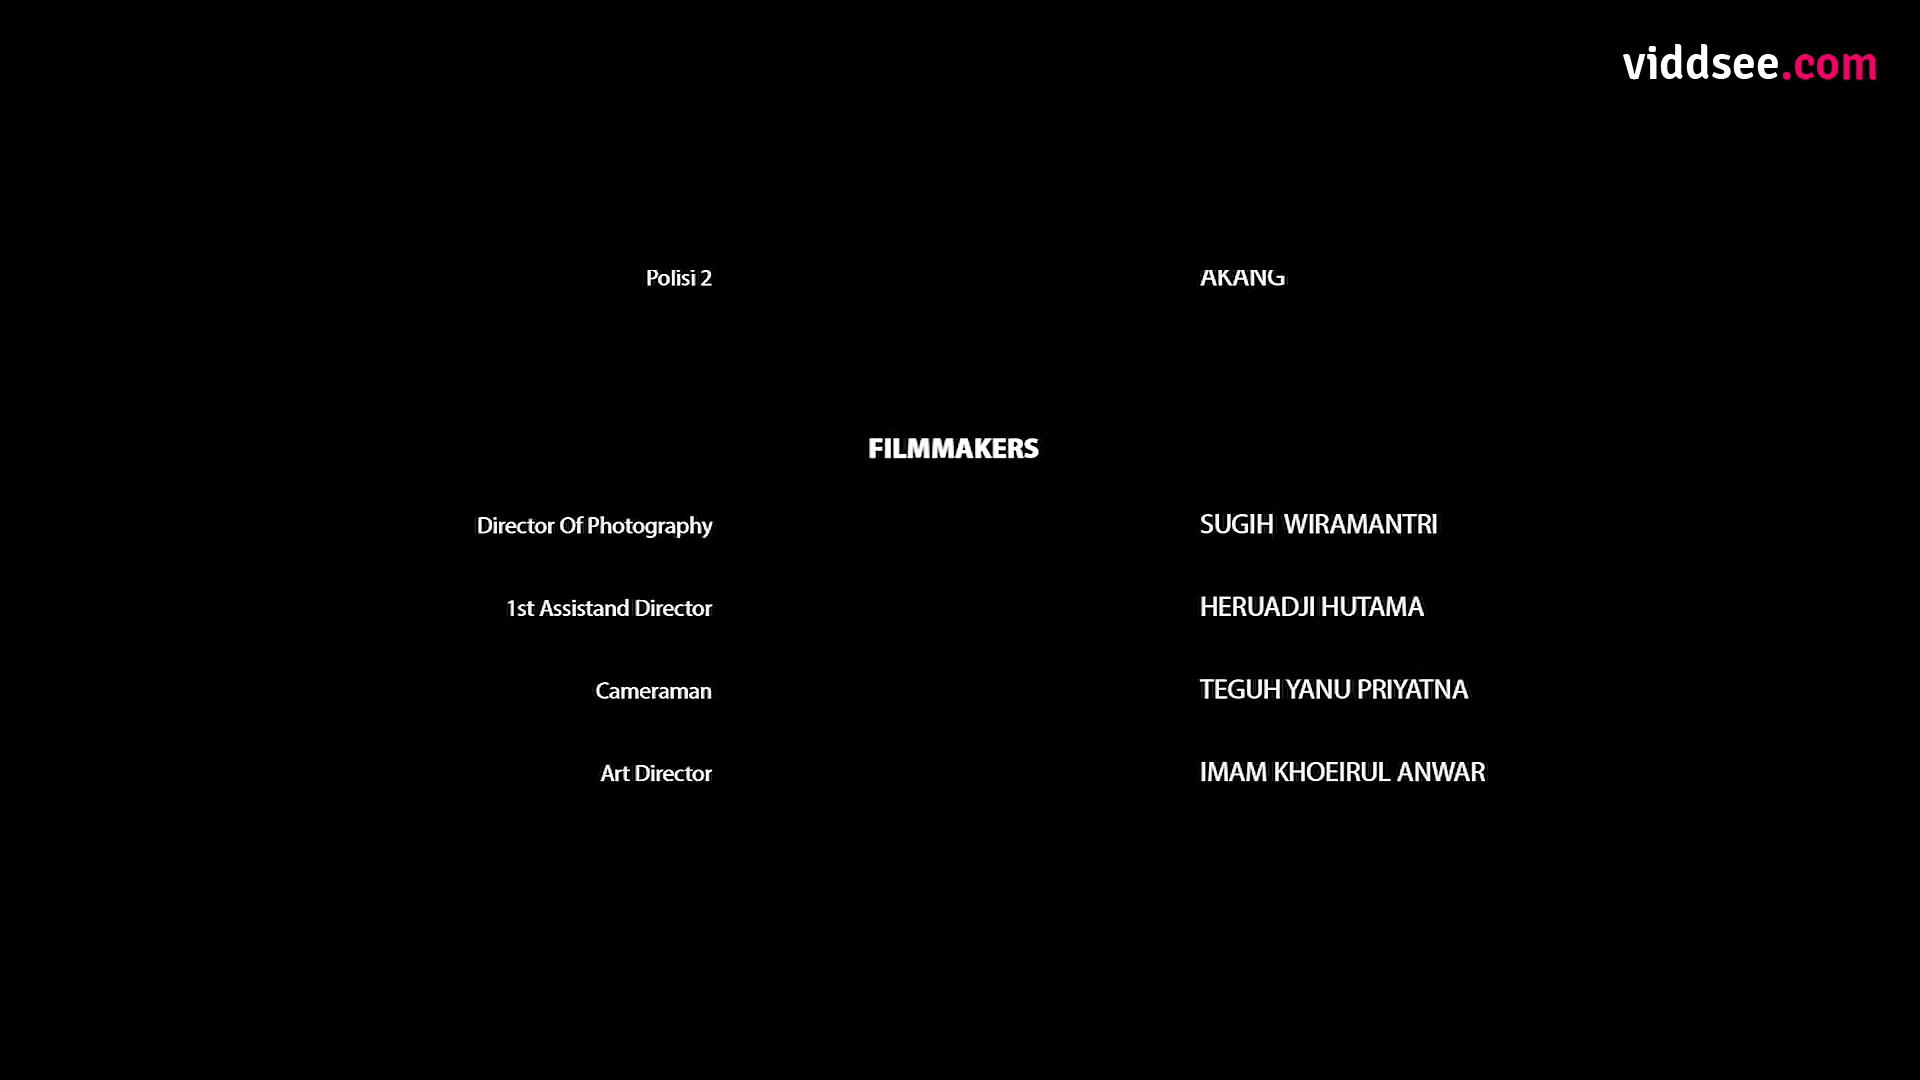 viddsee.com
Polisi 2 AKANG
FILMMAKERS
Director Of Photography SUGIH WIRAMANTRI
1st Assistand Director HERUADJI HUTAMA
Cameraman TEGUH YANU PRIYATNA
Art Director IMAM KHOEIRUL ANWAR